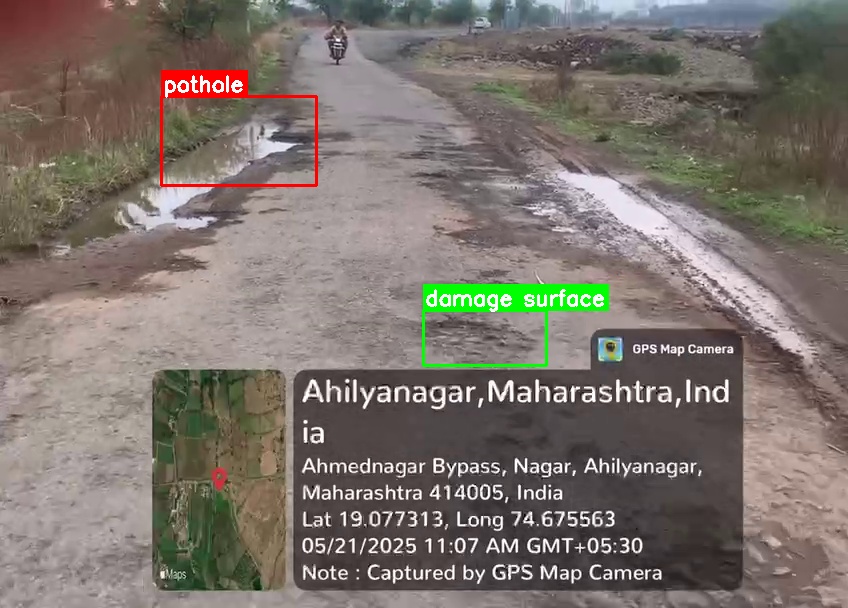 pothole
damage surface
GPS Map Camera
Ahilyanagar,Maharashtra,Ind
ia
Ahmednagar Bypass, Nagar, Ahilyanagar,
Maharashtra 414005, India
Lat 19.077313, Long 74.675563
05/21/2025 11:07 AM GMT+05:30
Note : Captured by GPS Map Camera
Maps